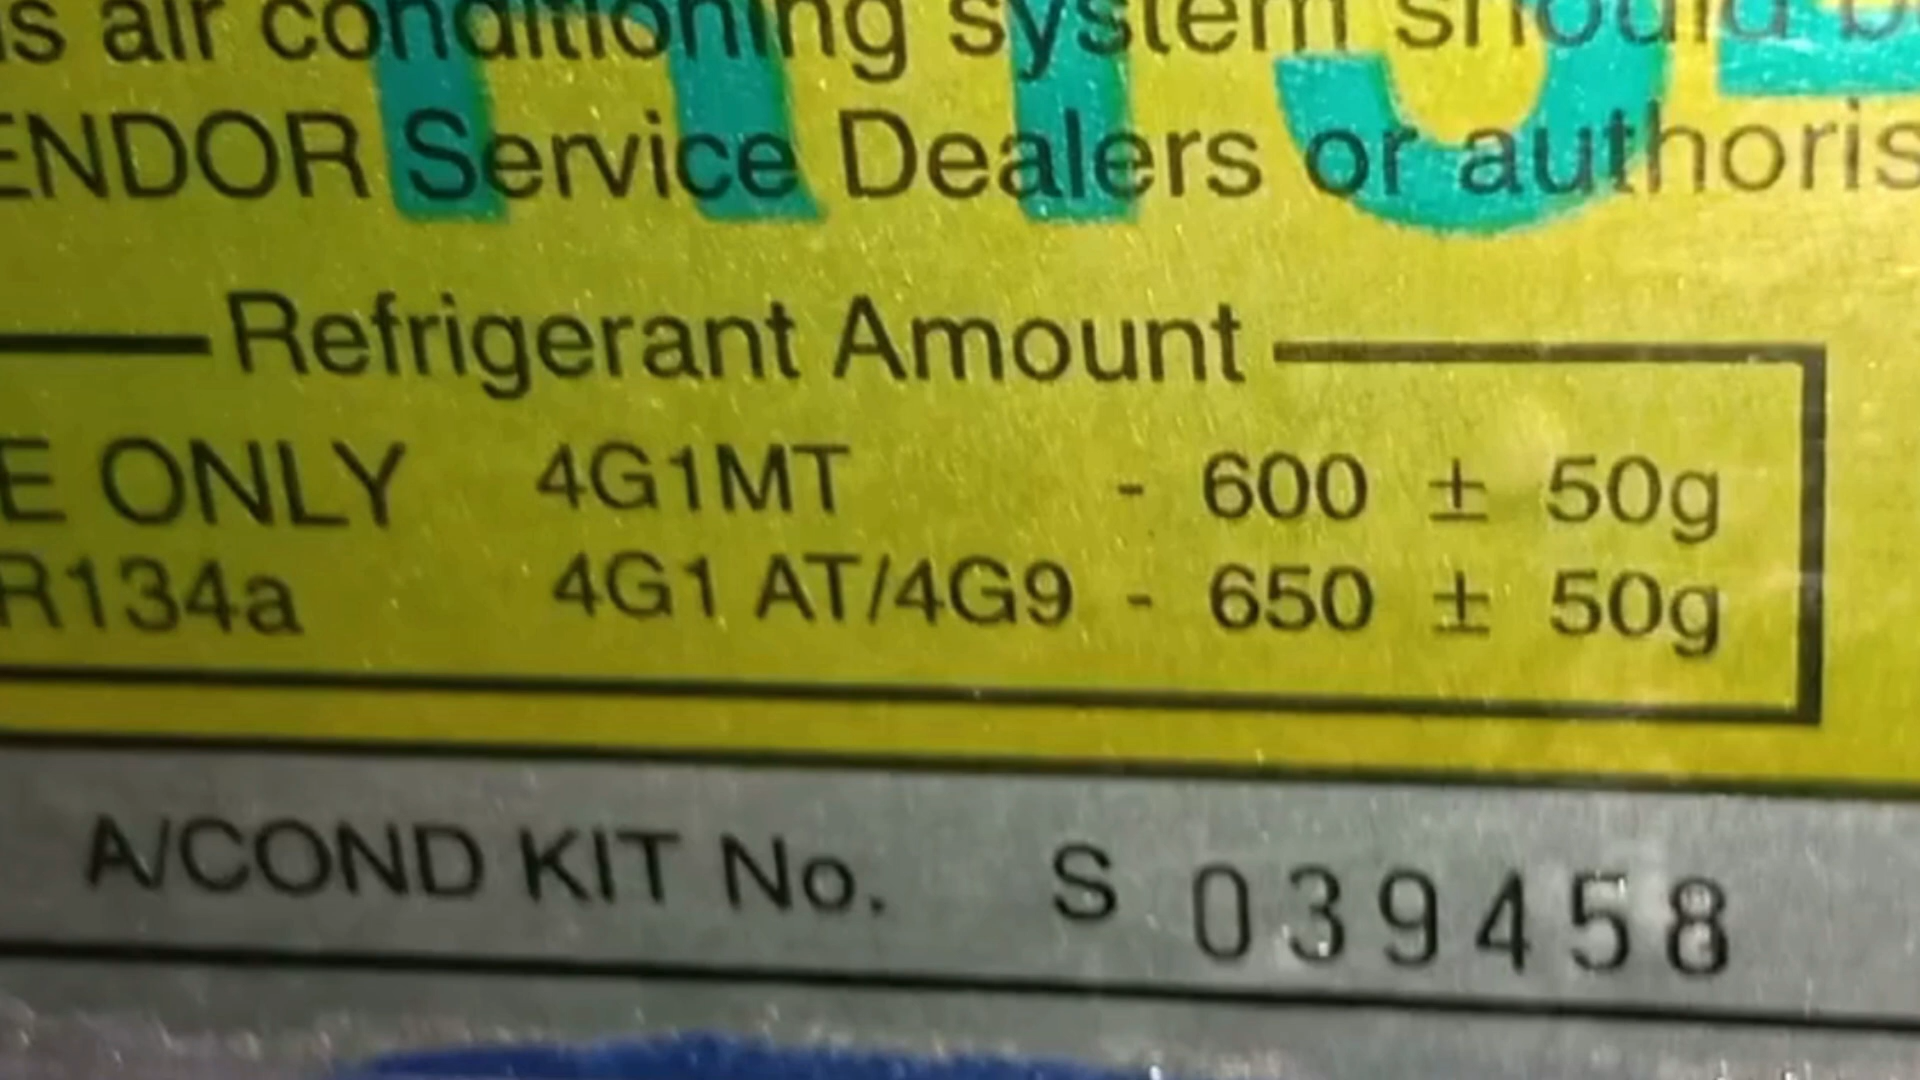 is air conditioning system should b
ENDOR Service Dealers or authoris
Refrigerant Amount
E ONLY 4G1MT - 600 ± 50g
R134a 4G1 AT/4G9 - 650 ± 50g
A/COND KIT No. S 039458